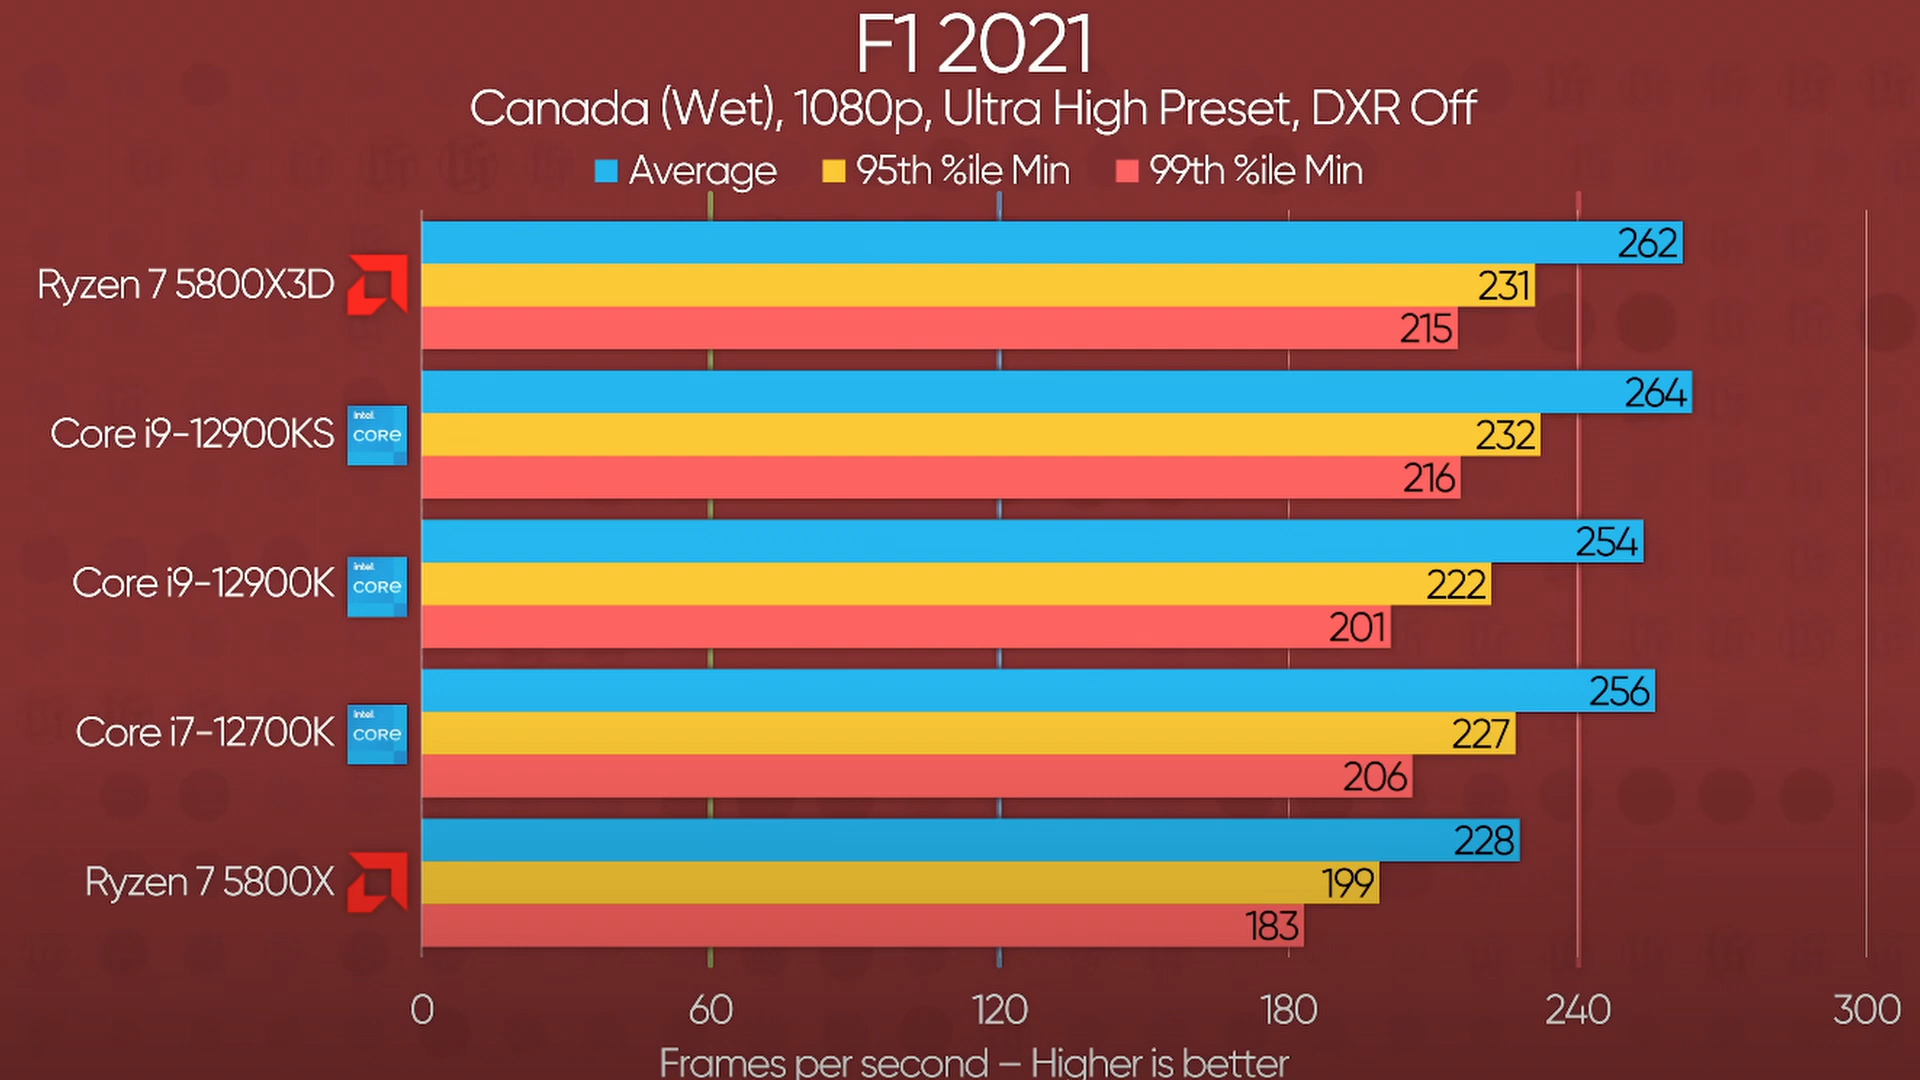 F1 2021
Canada (Wet), 1080p, Ultra High Preset, DXR Off
Average 95th %ile Min 99th %ile Min
Ryzen 7 5800X3D
262
231
215
Core i9-12900KS
intel CORE
264
232
216
Core i9-12900K
intel CORE
254
222
201
Core i7-12700K
intel CORE
256
227
206
Ryzen 7 5800X
228
199
183
0 60 120 180 240 300
Frames per second – Higher is better